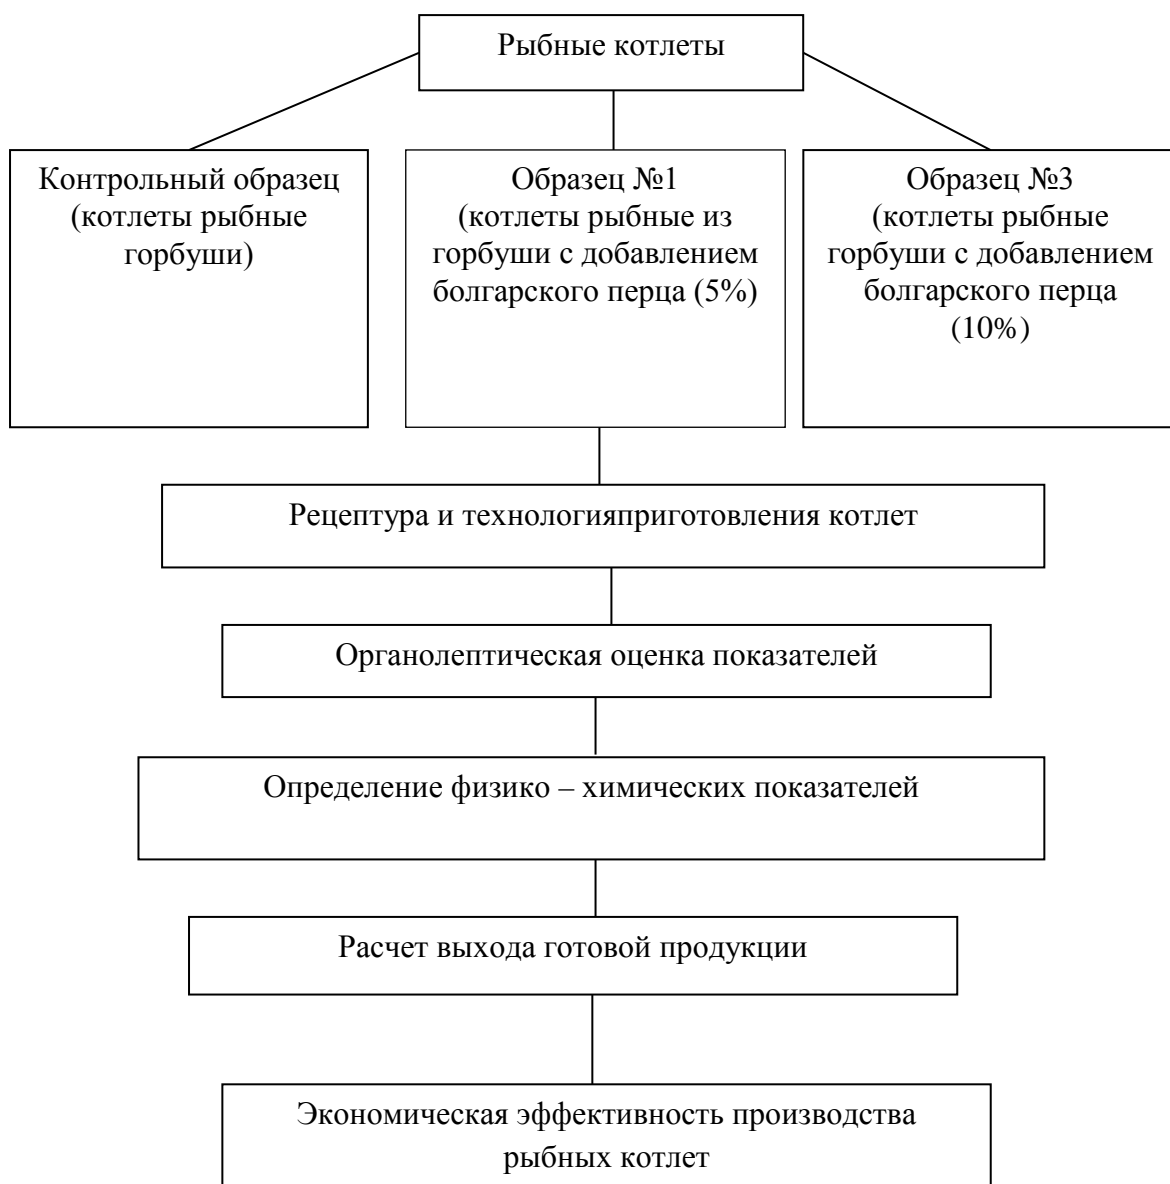 Рыбные котлеты
Контрольный образец
(котлеты рыбные
горбуши)
Образец №1
(котлеты рыбные из
горбуши с добавлением
болгарского перца (5%)
Образец №3
(котлеты рыбные
горбуши с добавлением
болгарского перца
(10%)
Рецептура и технологияприготовления котлет
Органолептическая оценка показателей
Определение физико – химических показателей
Расчет выхода готовой продукции
Экономическая эффективность производства
рыбных котлет